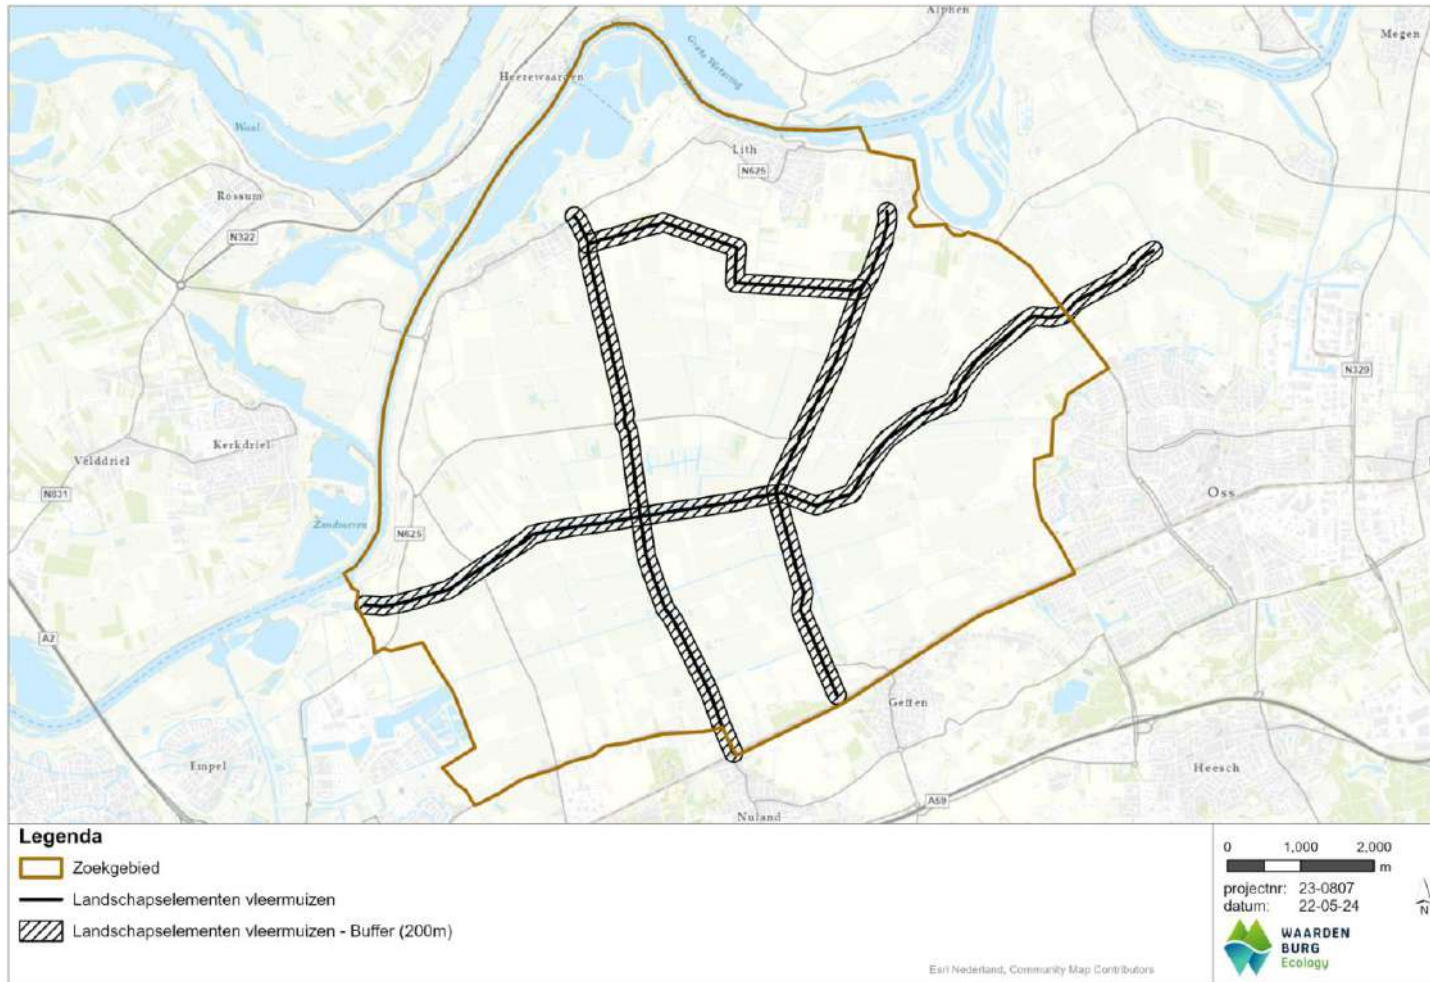 Alphen
Megen
Heerewaarden
Grote Wetering
Waal
Lith
N625
Rossum
N322
Kerkdriel
Velddriel
N329
N831
Oss
Zandmeren
N625
A2
Geffen
Empel
Heesch
A59
Nuland
Legenda
Zoekgebied
Landschapselementen vleermuizen
Landschapselementen vleermuizen - Buffer (200m)
Esri Nederland, Community Map Contributors
0 1,000 2,000
m
projectnr: 23-0807
datum: 22-05-24
N
WAARDEN
BURG
Ecology